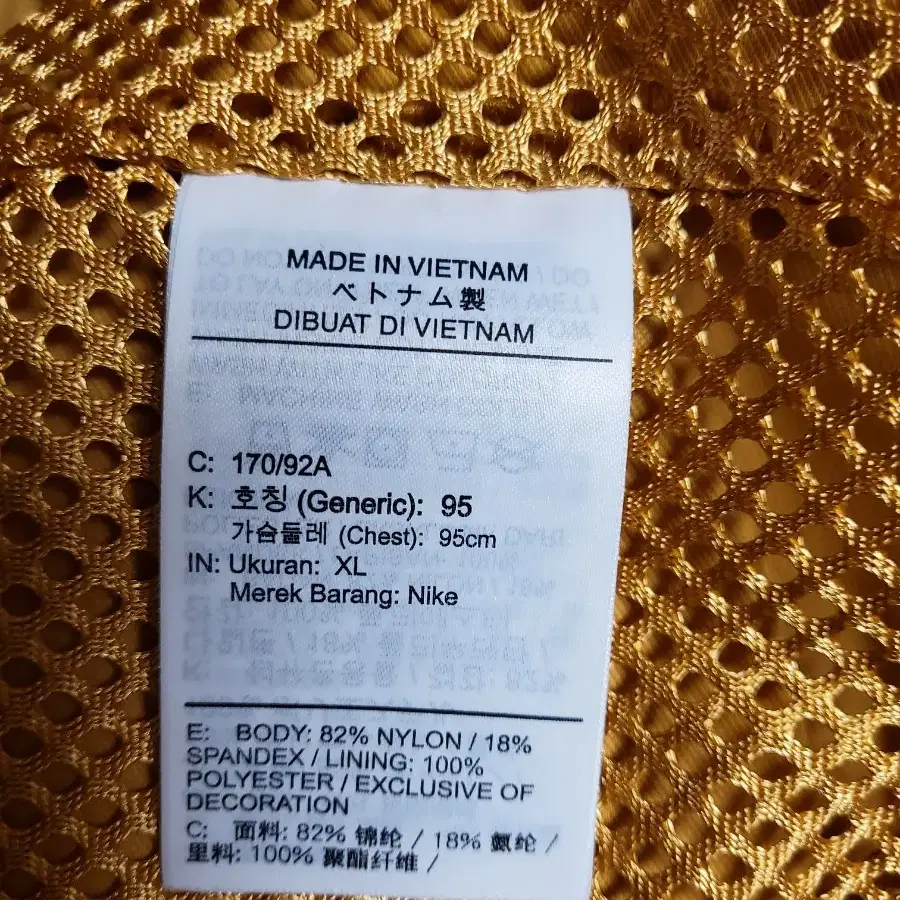 MADE IN VIETNAM
ベトナム製
DIBUAT DI VIETNAM
C: 170/92A
K: 호칭 (Generic): 95
가슴둘레 (Chest): 95cm
IN: Ukuran: XL
Merek Barang: Nike
E: BODY: 82% NYLON / 18%
SPANDEX / LINING: 100%
POLYESTER / EXCLUSIVE OF
DECORATION
C: 面料: 82% 锦纶 / 18% 氨纶 /
里料: 100% 聚酯纤维 /